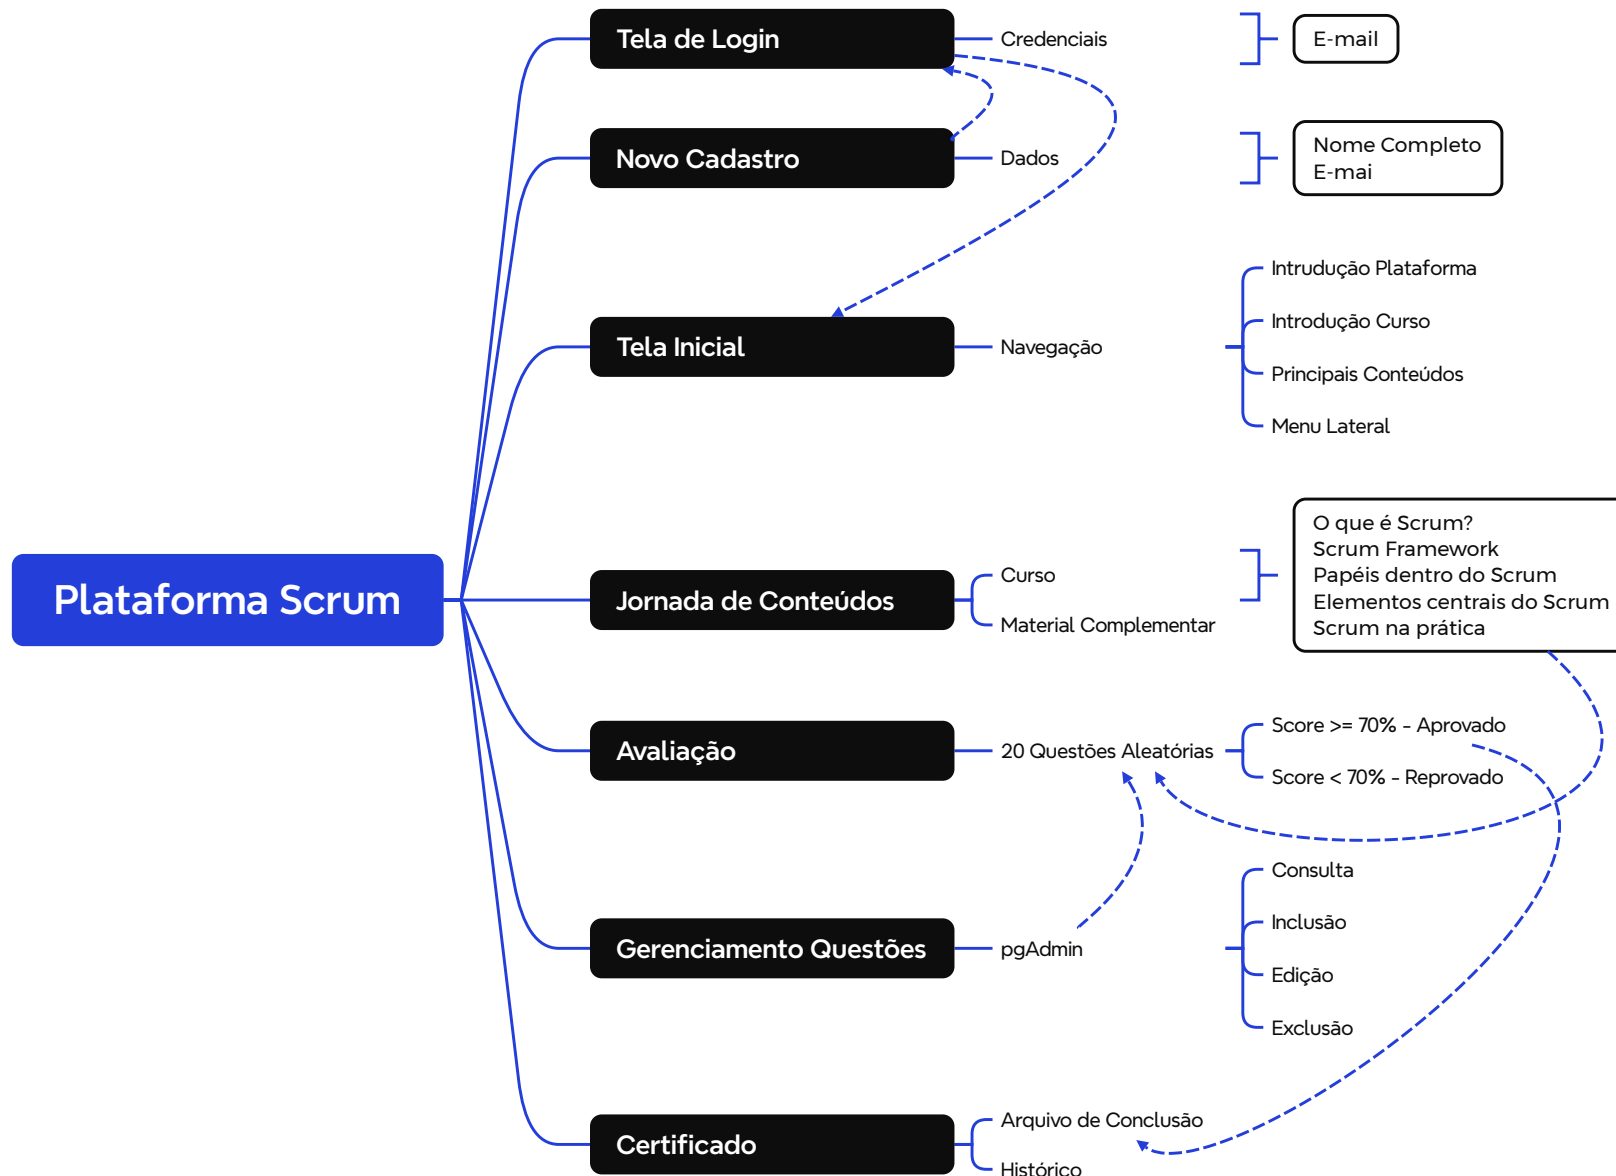 Tela de Login
Credenciais
E-mail
Novo Cadastro
Dados
Nome Completo
E-mai
Tela Inicial
Navegação
Intrudução Plataforma
Introdução Curso
Principais Conteúdos
Menu Lateral
Plataforma Scrum
Jornada de Conteúdos
Curso
Material Complementar
O que é Scrum?
Scrum Framework
Papéis dentro do Scrum
Elementos centrais do Scrum
Scrum na prática
Avaliação
20 Questões Aleatórias
Score >= 70% - Aprovado
Score < 70% - Reprovado
Gerenciamento Questões
pgAdmin
Consulta
Inclusão
Edição
Exclusão
Certificado
Arquivo de Conclusão
Histórico